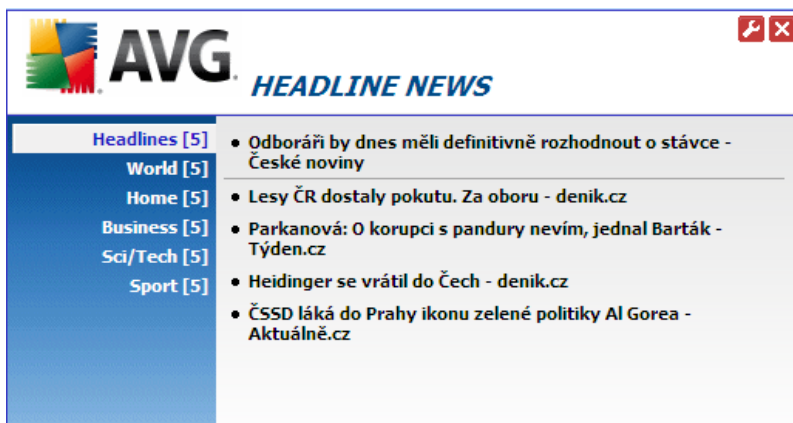 AVG.
HEADLINE NEWS
Headlines [5]
World [5]
Home [5]
Business [5]
Sci/Tech [5]
Sport [5]
Odboráři by dnes měli definitivně rozhodnout o stávce -
České noviny
Lesy ČR dostaly pokutu. Za oboru - denik.cz
Parkanová: O korupci s pandury nevím, jednal Barták -
Týden.cz
Heidinger se vrátil do Čech - denik.cz
ČSSD láká do Prahy ikonu zelené politiky Al Gorea -
Aktuálně.cz